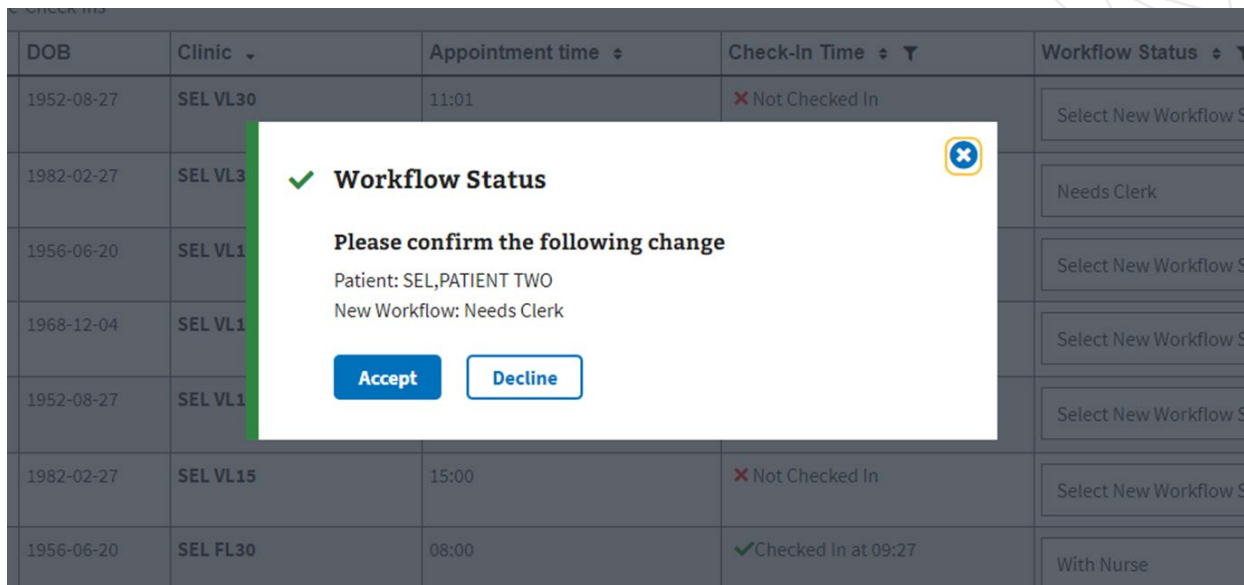 e Check-Ins
DOB Clinic Appointment time Check-In Time Workflow Status
1952-08-27 SEL VL30 11:01 Not Checked In Select New Workflow S
1982-02-27 SEL VL3 Needs Clerk
1956-06-20 SEL VL1 Select New Workflow S
1968-12-04 SEL VL1 Select New Workflow S
1952-08-27 SEL VL1 Select New Workflow S
1982-02-27 SEL VL15 15:00 Not Checked In Select New Workflow S
1956-06-20 SEL FL30 08:00 Checked In at 09:27 With Nurse
Workflow Status
Please confirm the following change
Patient: SEL,PATIENT TWO
New Workflow: Needs Clerk
Accept Decline